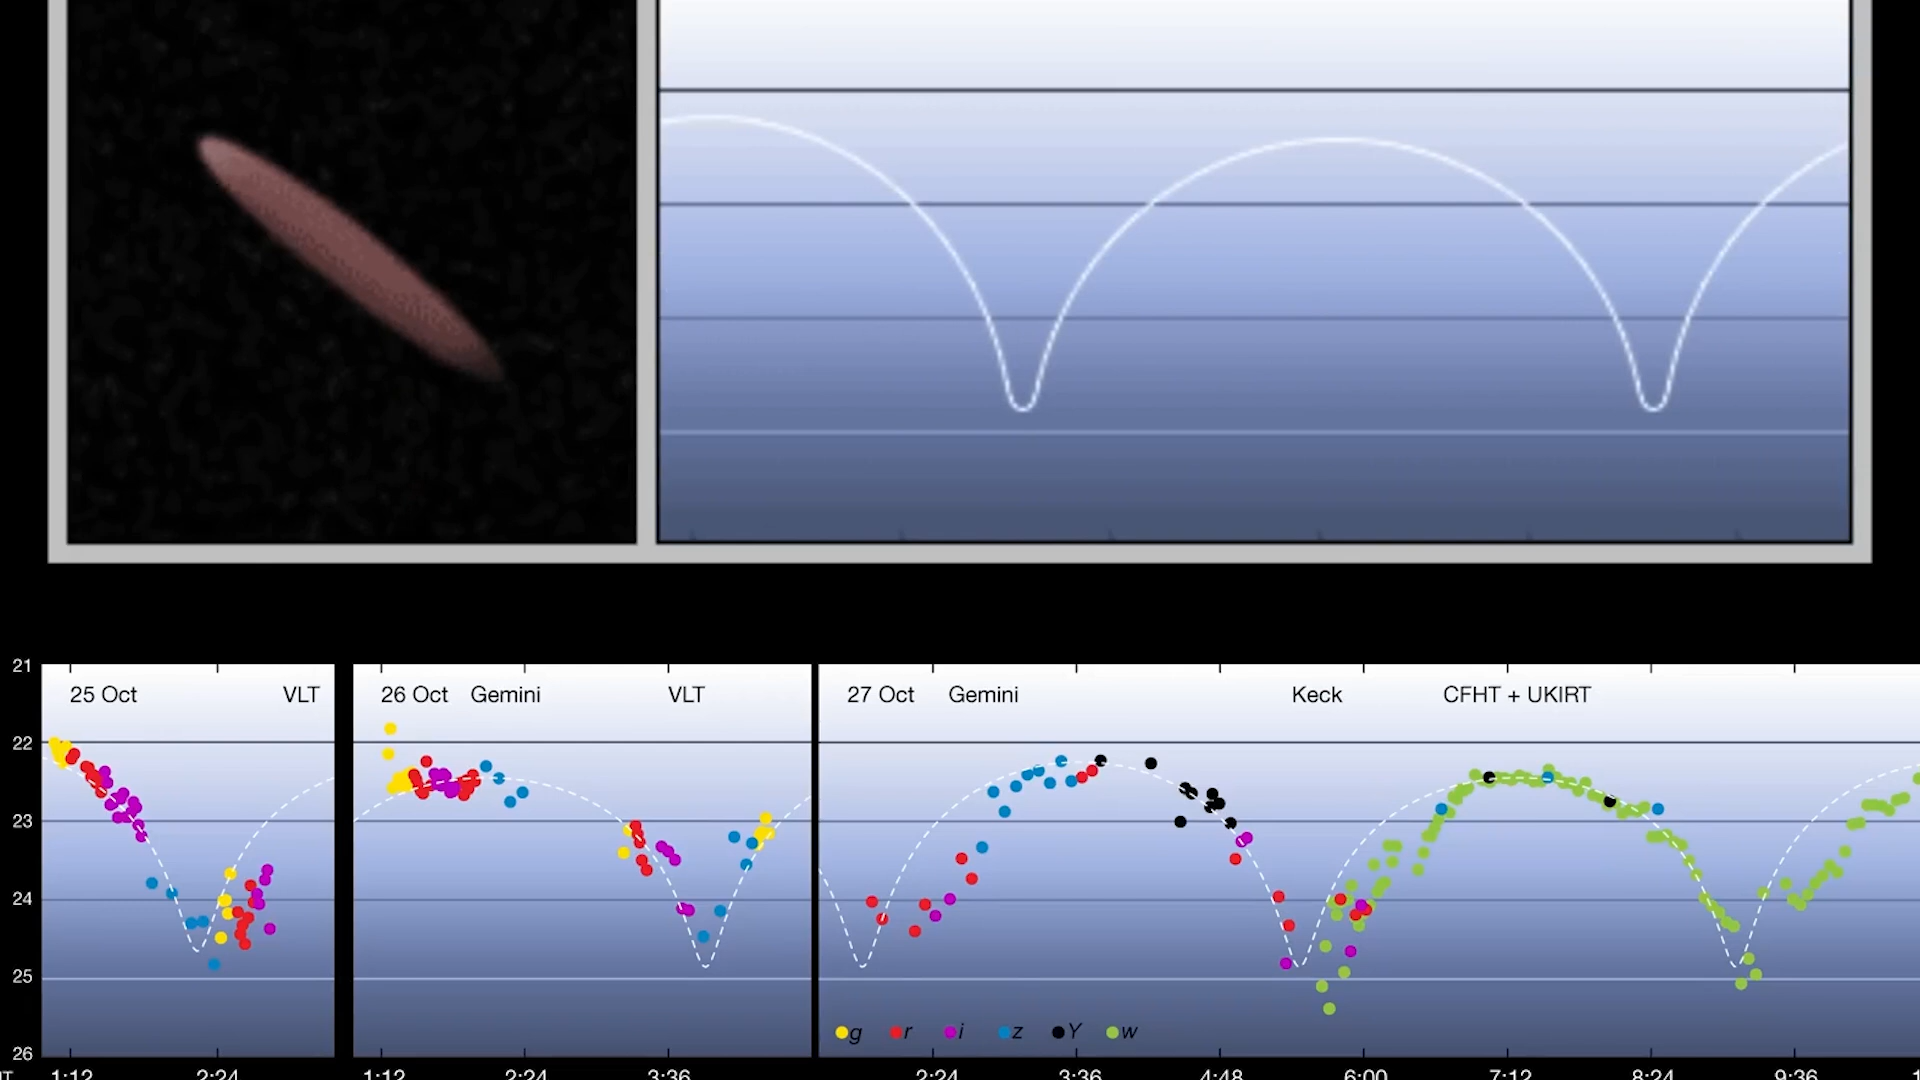 21
25 Oct VLT 26 Oct Gemini VLT 27 Oct Gemini Keck CFHT + UKIRT
22
23
24
25
g r i z Y w
26
1:12 2:24 1:12 2:24 3:36 2:24 3:36 4:48 6:00 7:12 8:24 9:36